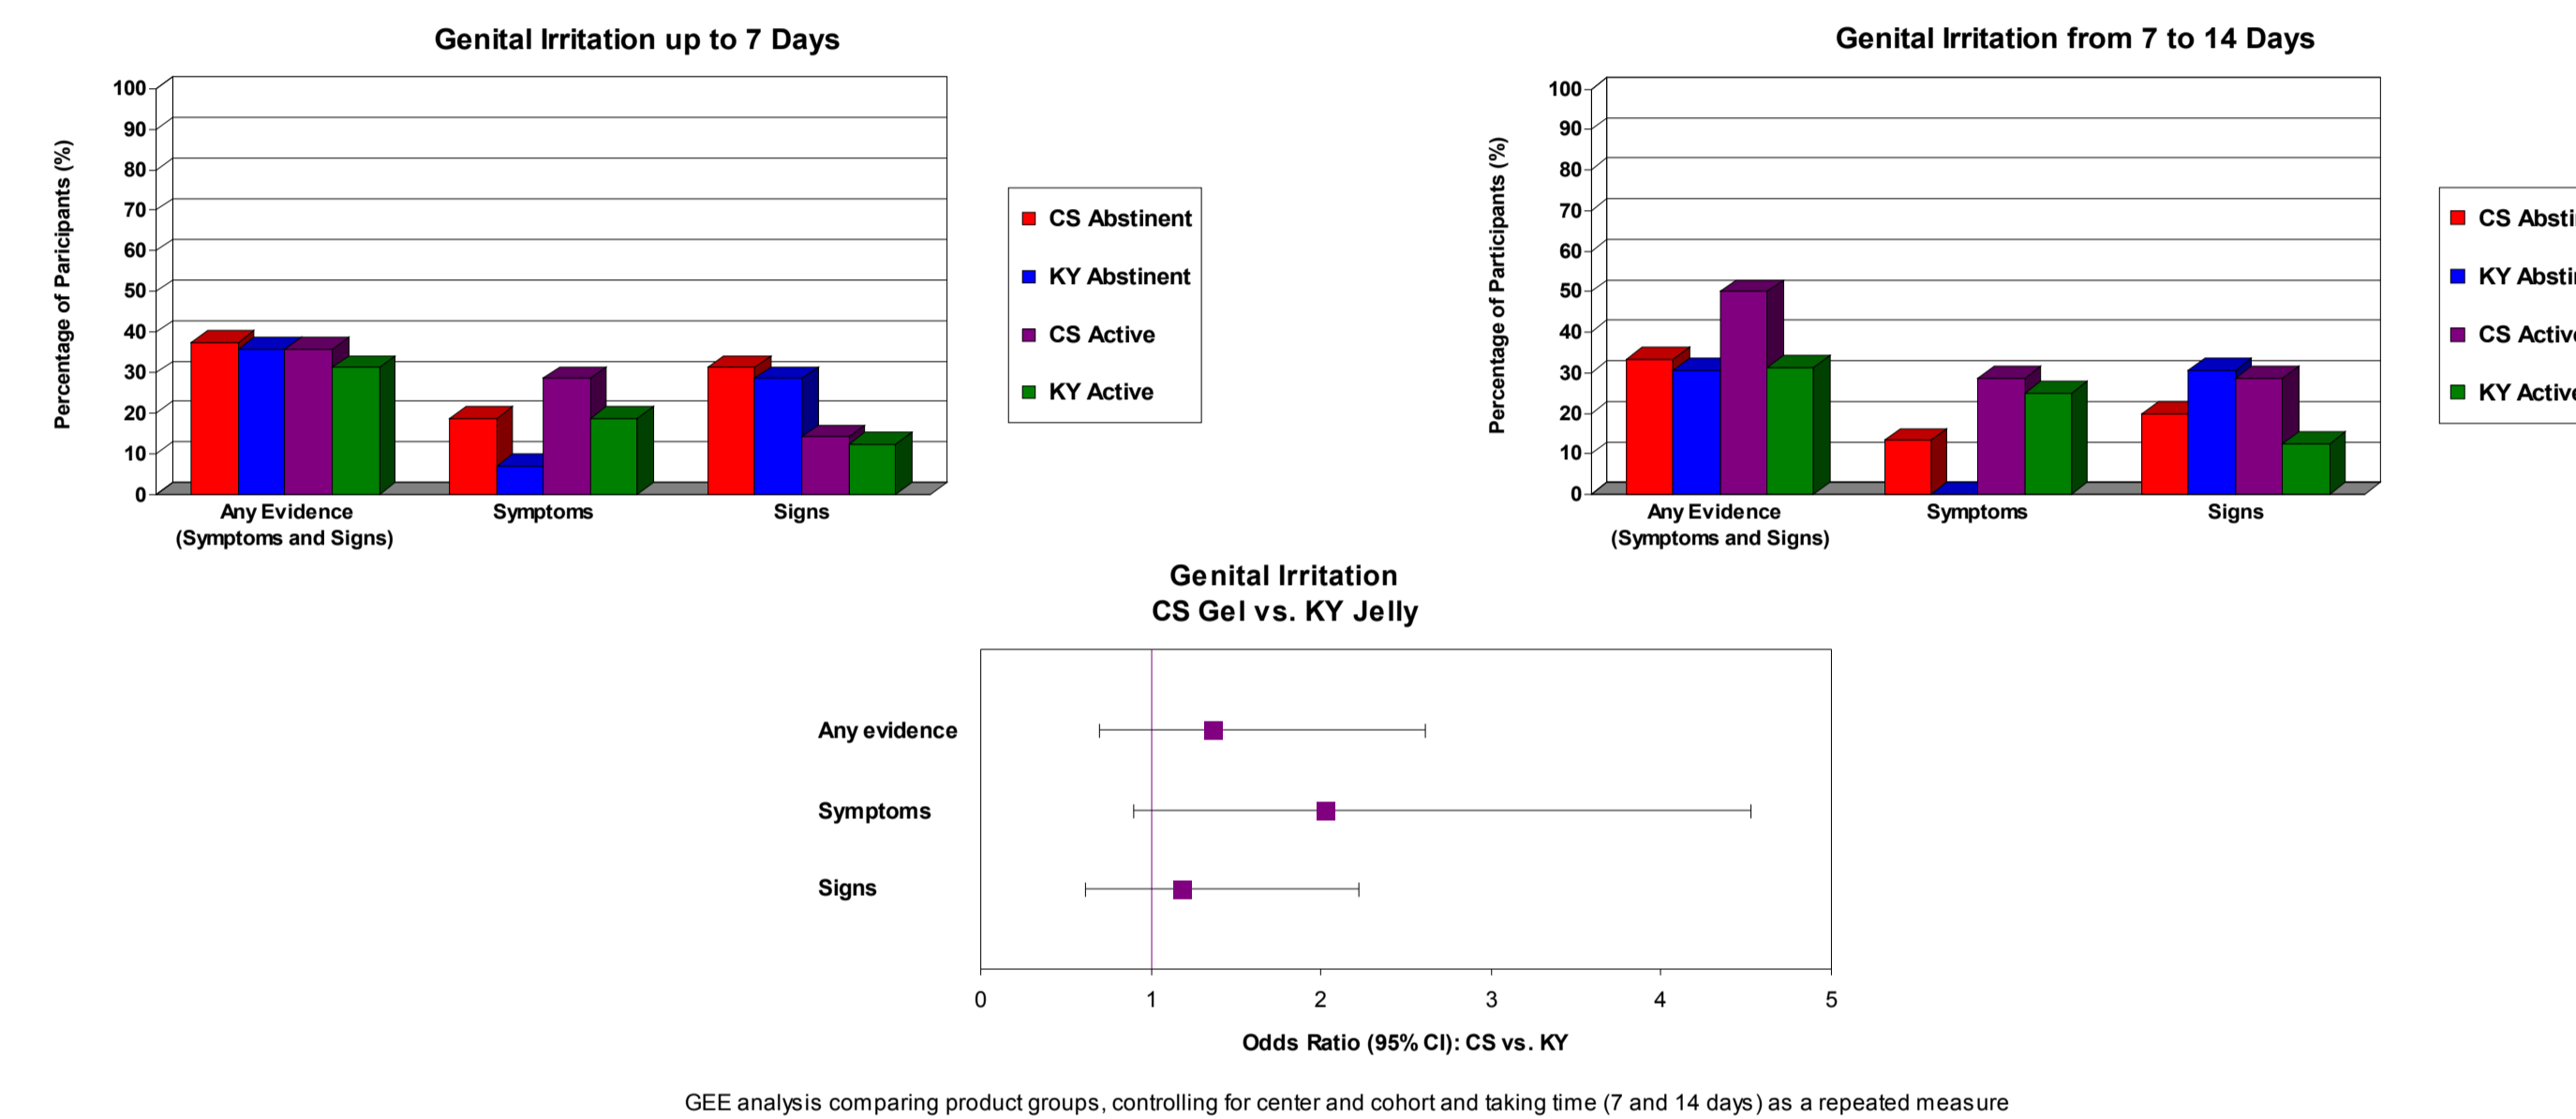 Genital Irritation up to 7 Days
Percentage of Paricipants (%)
100
90
80
70
60
50
40
30
20
10
0
Any Evidence
(Symptoms and Signs)
Symptoms
Signs
CS Abstinent
KY Abstinent
CS Active
KY Active
Genital Irritation from 7 to 14 Days
Percentage of Participants (%)
100
90
80
70
60
50
40
30
20
10
0
Any Evidence
(Symptoms and Signs)
Symptoms
Signs
CS
KY
CS
KY Active
Genital Irritation
CS Gel vs. KY Jelly
Any evidence
Symptoms
Signs
0 1 2 3 4 5
Odds Ratio (95% CI): CS vs. KY
GEE analysis comparing product groups, controlling for center and cohort and taking time (7 and 14 days) as a repeated measure